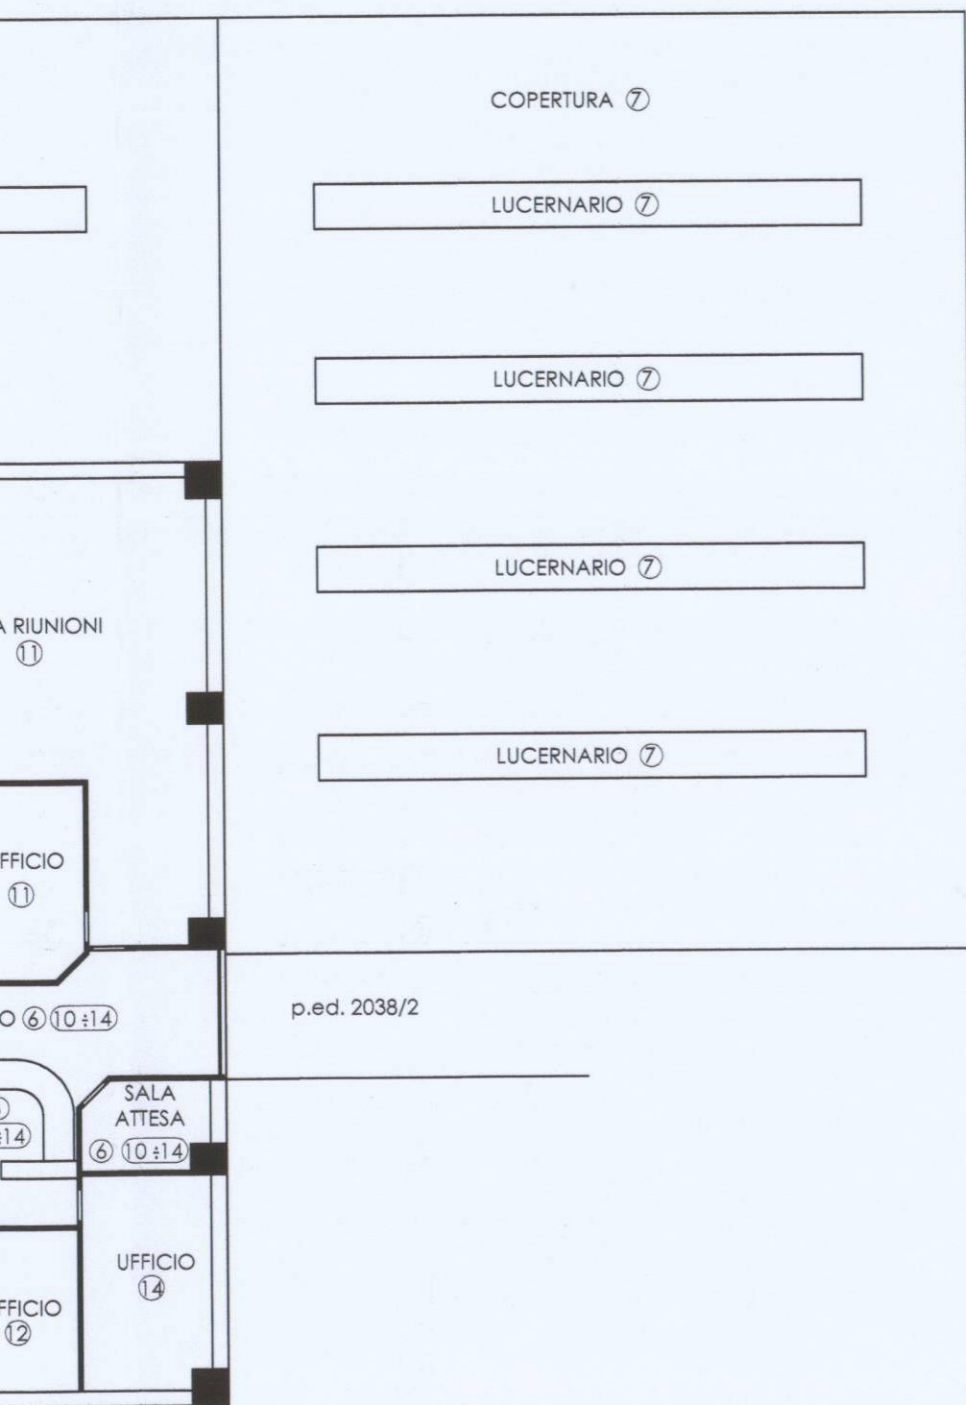 COPERTURA 7
LUCERNARIO 7
LUCERNARIO 7
LUCERNARIO 7
A RIUNIONI
11
LUCERNARIO 7
FFICIO
11
O 6 10÷14
p.ed. 2038/2
SALA
ATTESA
6 10÷14
÷14
UFFICIO
14
FFICIO
12